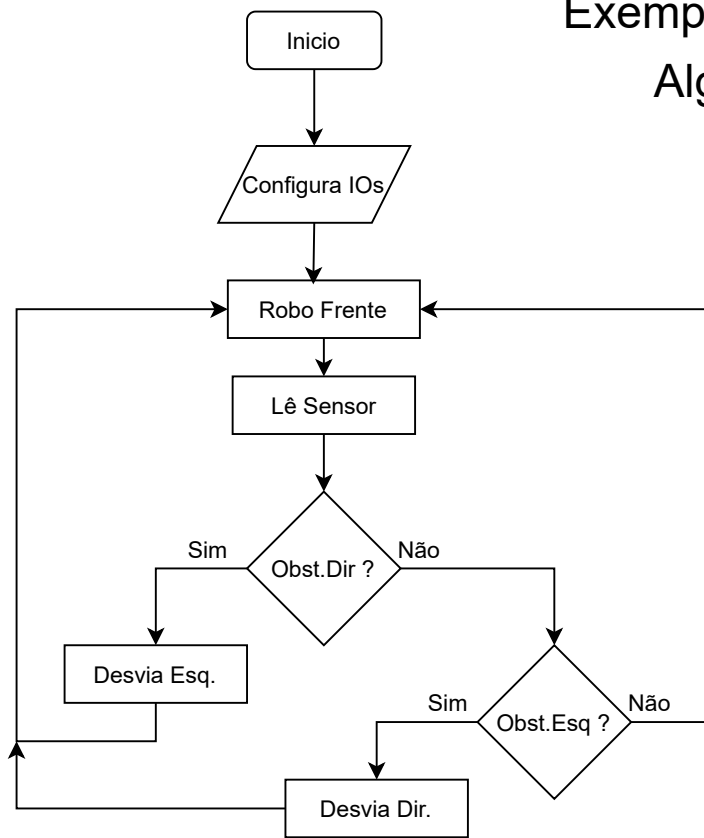 Exemp
Alg
Inicio
Configura IOs
Robo Frente
Lê Sensor
Sim
Não
Obst.Dir ?
Desvia Esq.
Sim
Não
Obst.Esq ?
Desvia Dir.